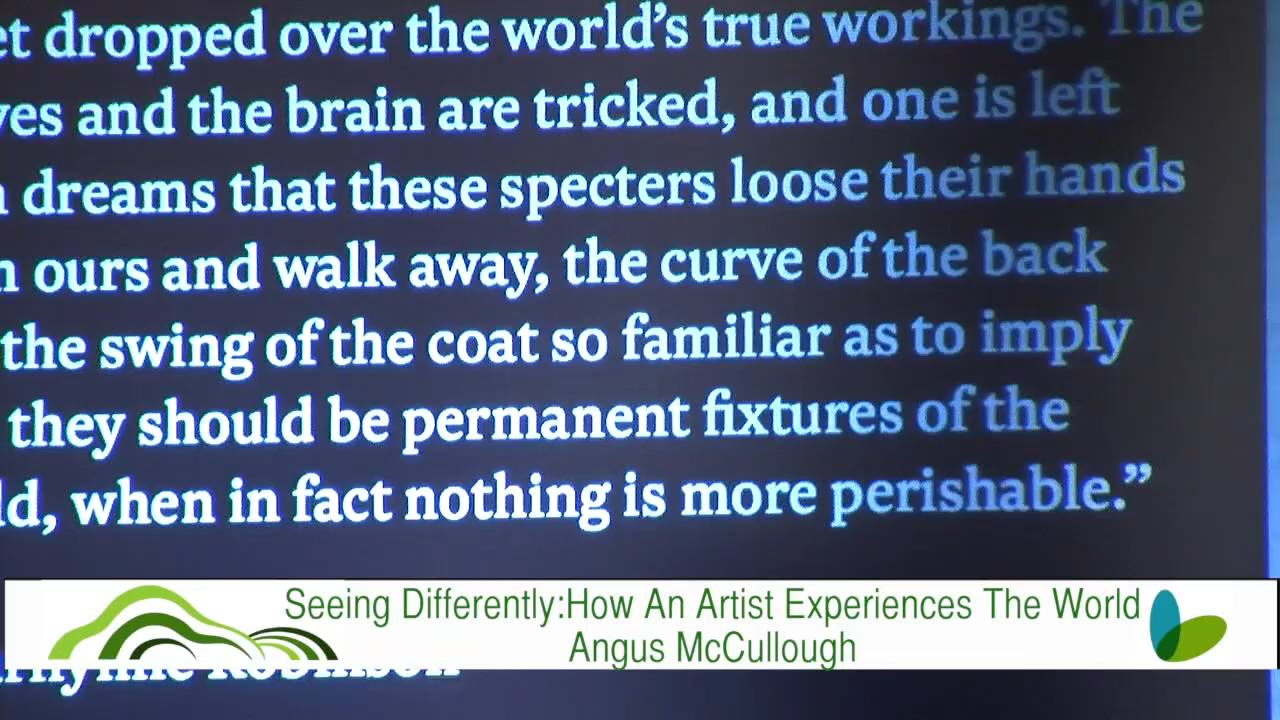 et dropped over the world's true workings. The
yes and the brain are tricked, and one is left
dreams that these specters loose their hands
ours and walk away, the curve of the back
the swing of the coat so familiar as to imply
they should be permanent fixtures of the
ld, when in fact nothing is more perishable.”
Seeing Differently:How An Artist Experiences The World
Angus McCullough
Robinson